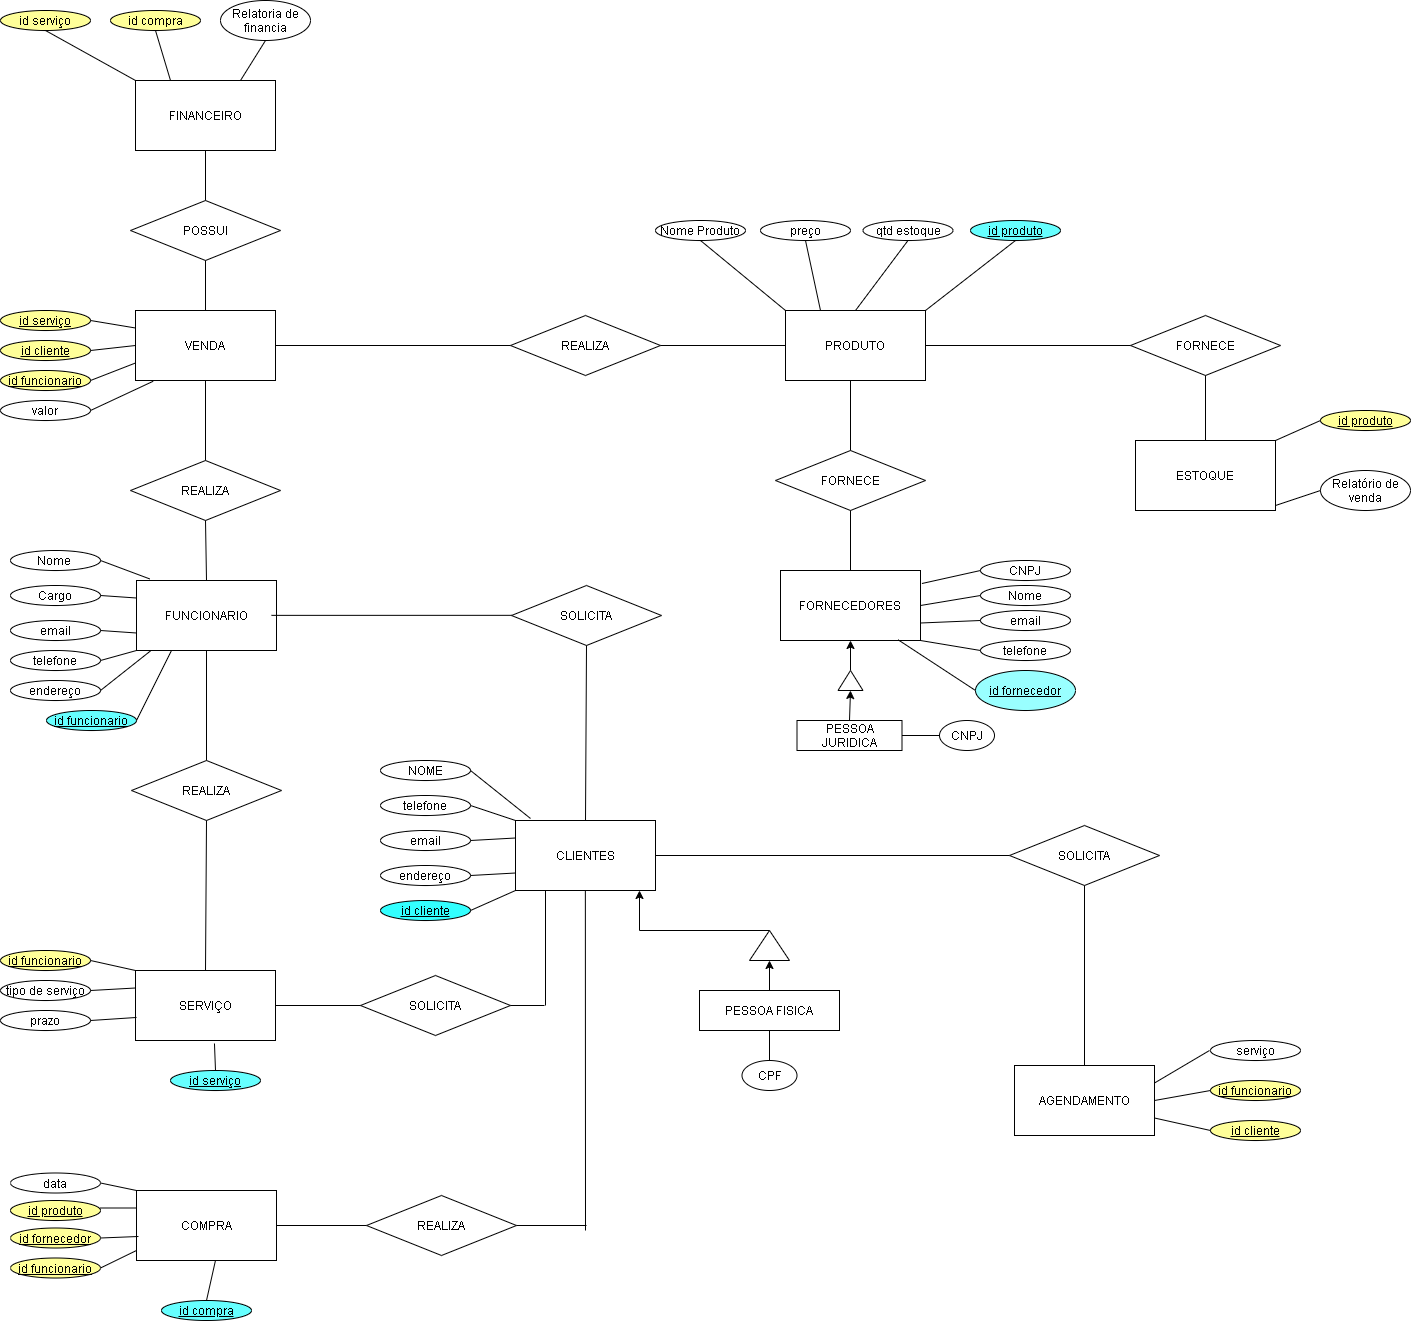 id serviço
id compra
Relatoria de
financia
FINANCEIRO
POSSUI
Nome Produto
preço
qtd estoque
id produto
id serviço
id cliente
id funcionario
valor
VENDA
REALIZA
PRODUTO
FORNECE
id produto
Relatório de
venda
ESTOQUE
REALIZA
FORNECE
Nome
Cargo
email
telefone
endereço
id funcionario
FUNCIONARIO
SOLICITA
FORNECEDORES
CNPJ
Nome
email
telefone
id fornecedor
PESSOA
JURIDICA
CNPJ
REALIZA
NOME
telefone
email
endereço
id cliente
CLIENTES
SOLICITA
id funcionario
tipo de serviço
prazo
SERVIÇO
id serviço
SOLICITA
PESSOA FISICA
CPF
AGENDAMENTO
serviço
id funcionario
id cliente
data
id produto
id fornecedor
id funcionario
COMPRA
REALIZA
id compra